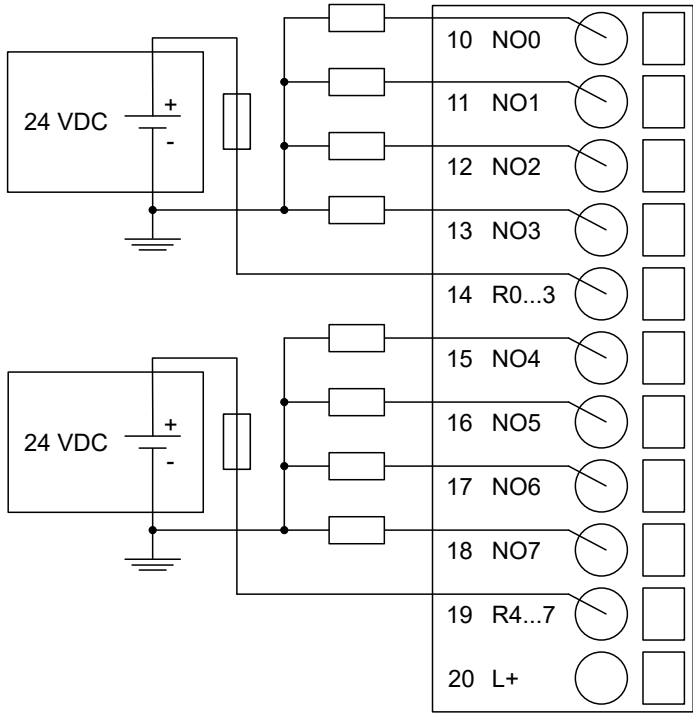 10 NO0
11 NO1
24 VDC
+
-
12 NO2
13 NO3
14 R0...3
15 NO4
16 NO5
24 VDC
+
-
17 NO6
18 NO7
19 R4...7
20 L+